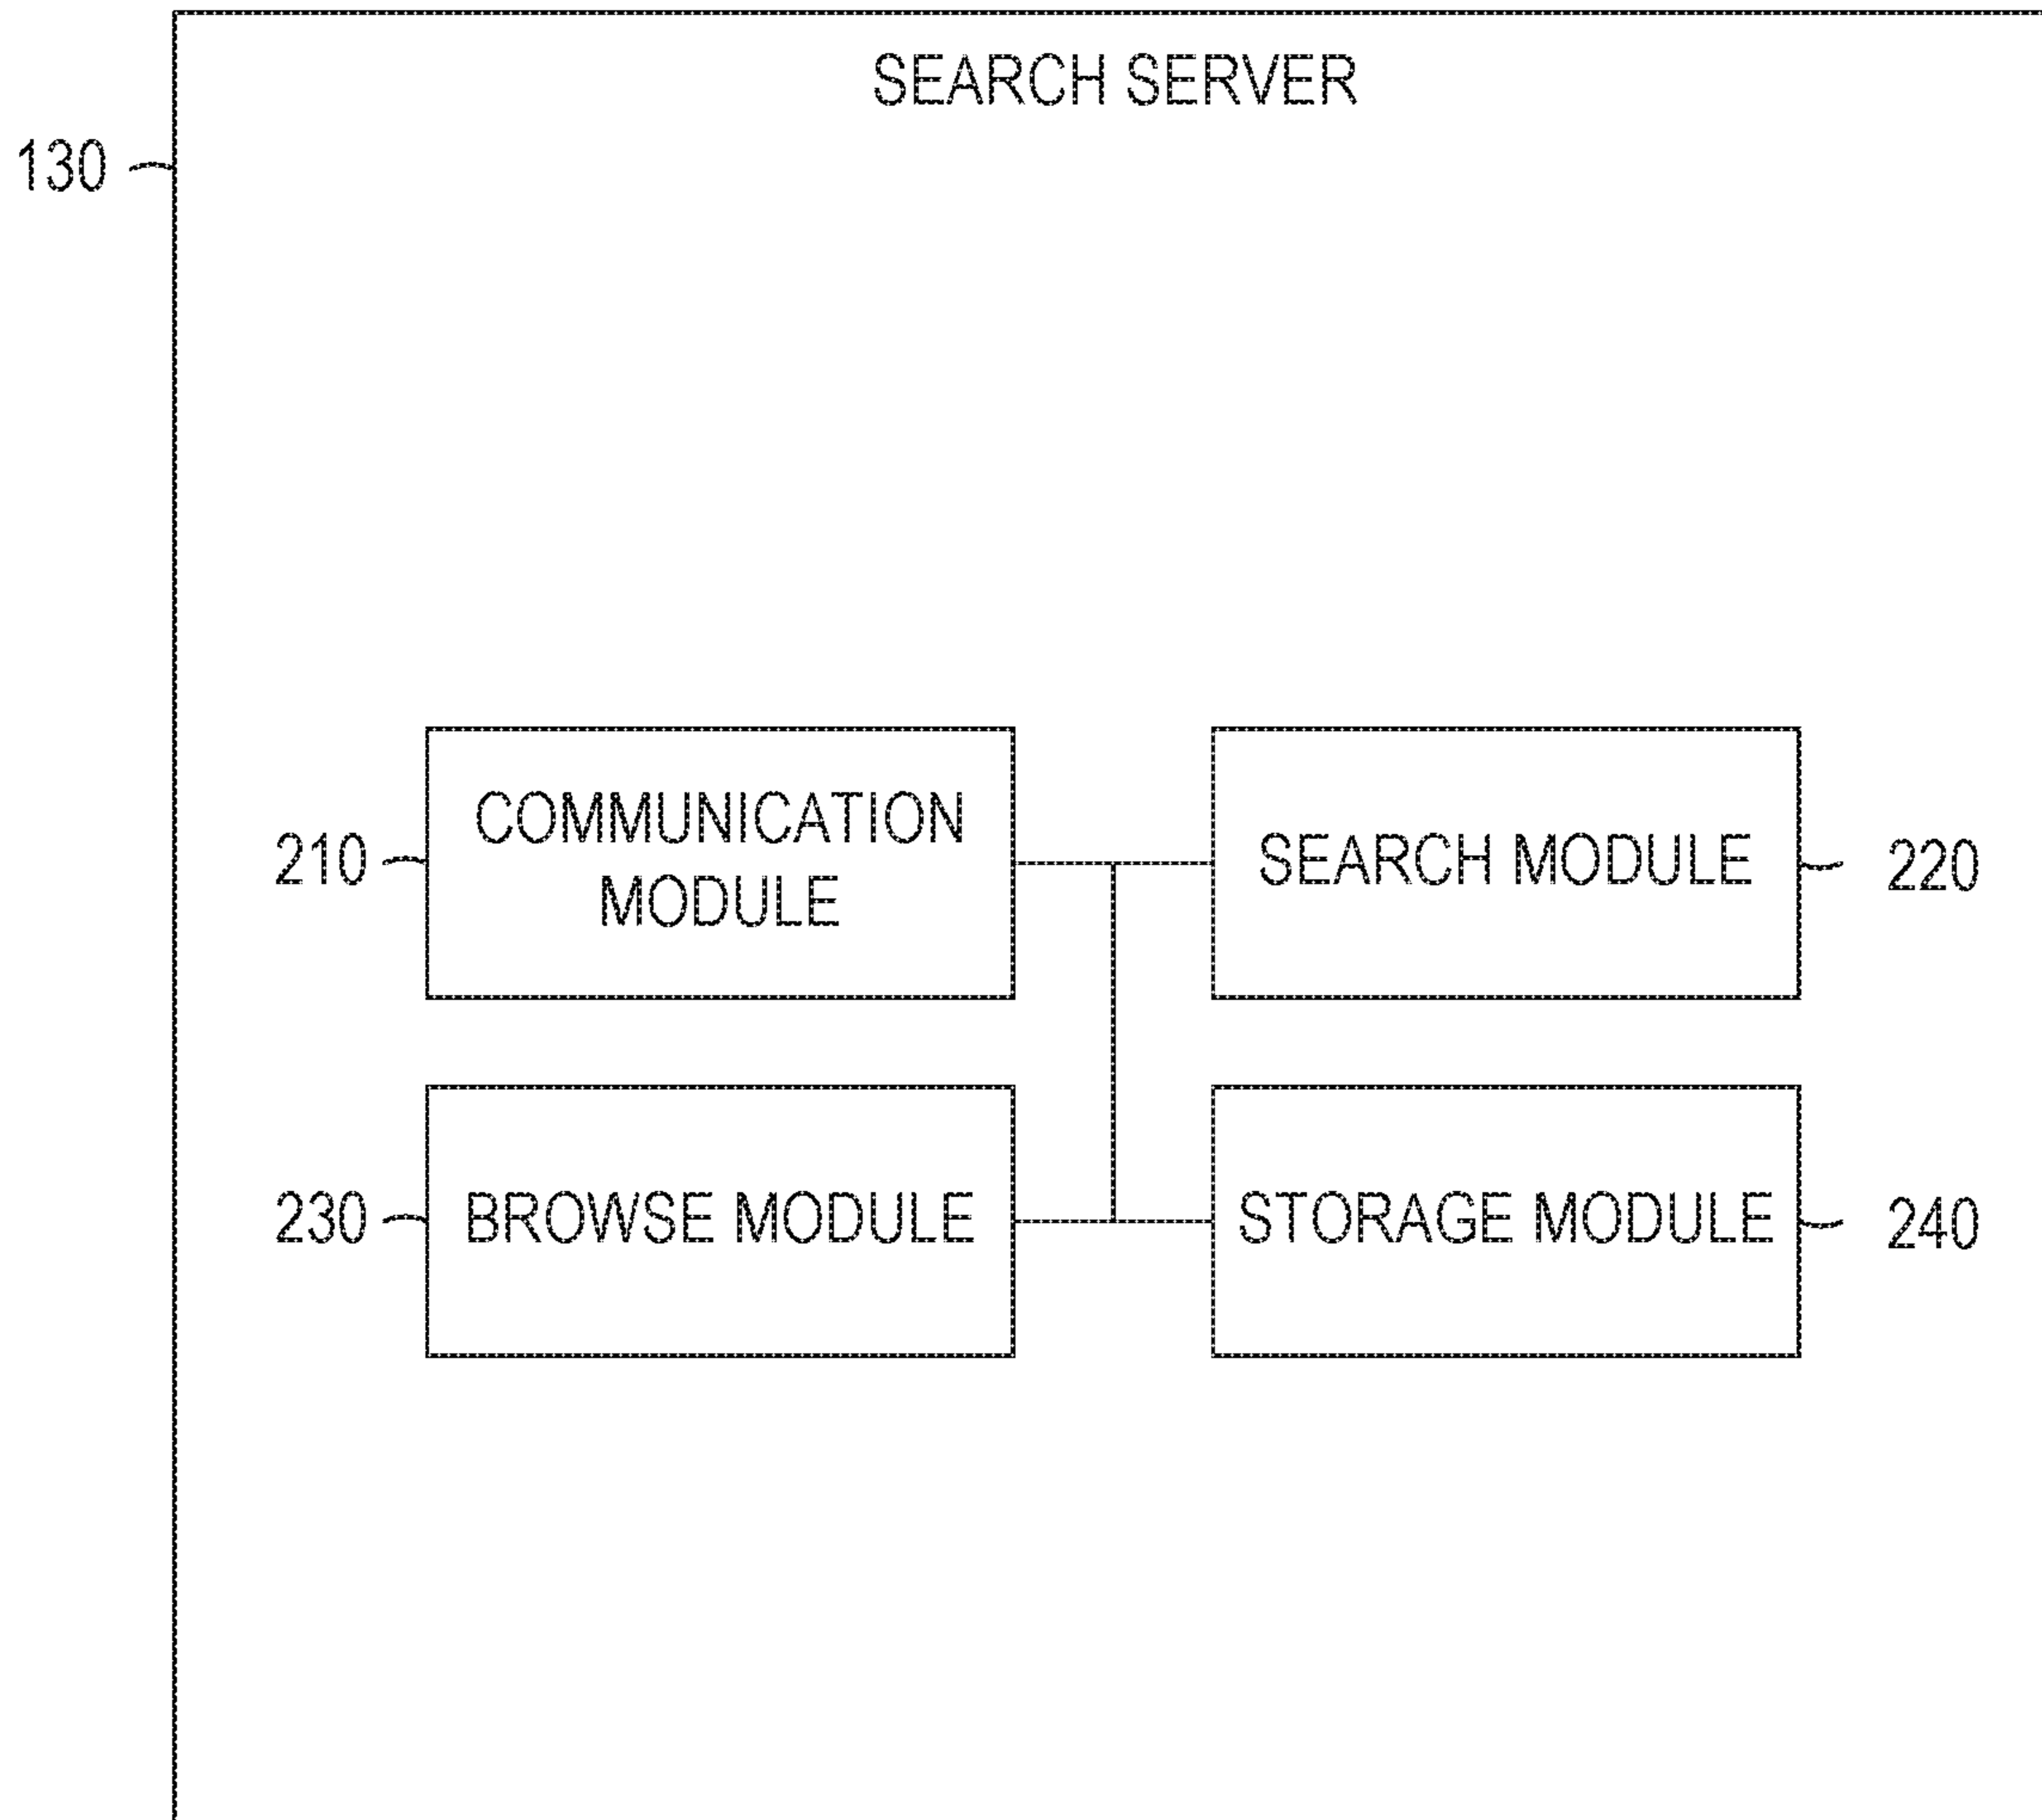 SEARCH SERVER
130
COMMUNICATION
MODULE
210
SEARCH MODULE
220
230
BROWSE MODULE
STORAGE MODULE
240